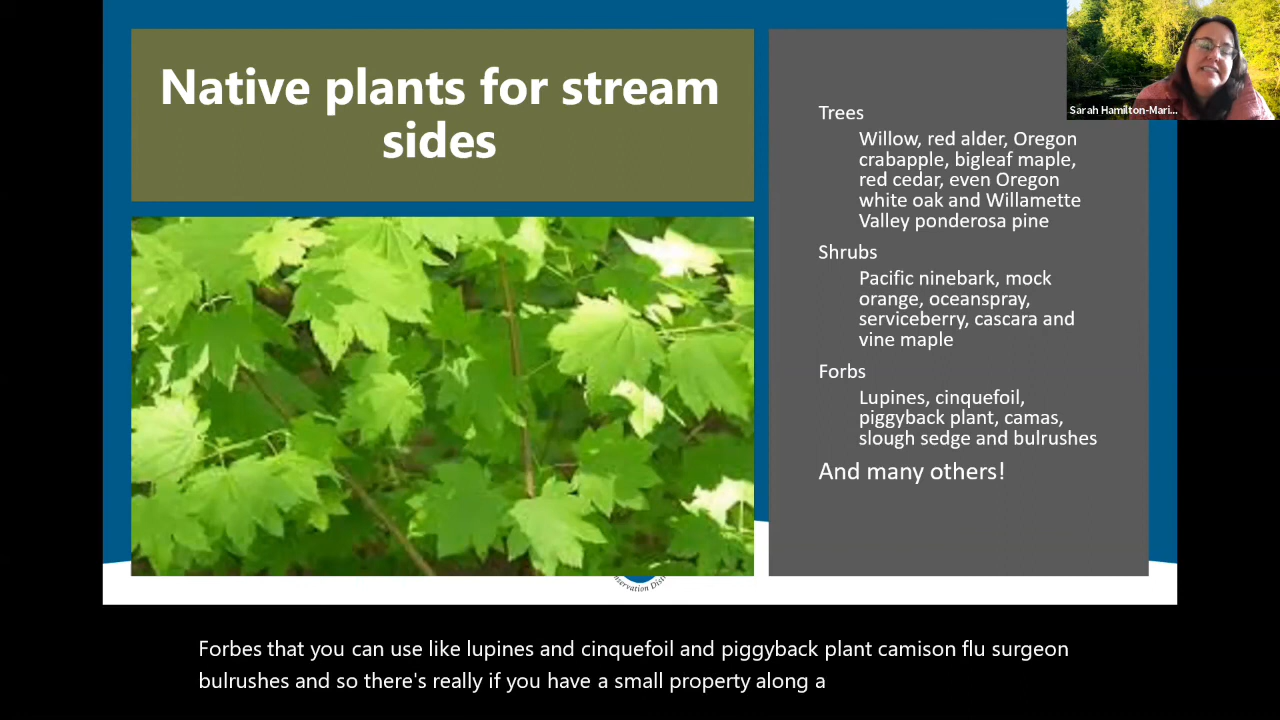 Native plants for stream
sides
Trees
Willow, red alder, Oregon
crabapple, bigleaf maple,
red cedar, even Oregon
white oak and Willamette
Valley ponderosa pine
Shrubs
Pacific ninebark, mock
orange, oceanspray,
serviceberry, cascara and
vine maple
Forbs
Lupines, cinquefoil,
piggyback plant, camas,
slough sedge and bulrushes
And many others!
Sarah Hamilton-Mari...
Forbes that you can use like lupines and cinquefoil and piggyback plant camison flu surgeon
bulrushes and so there's really if you have a small property along a